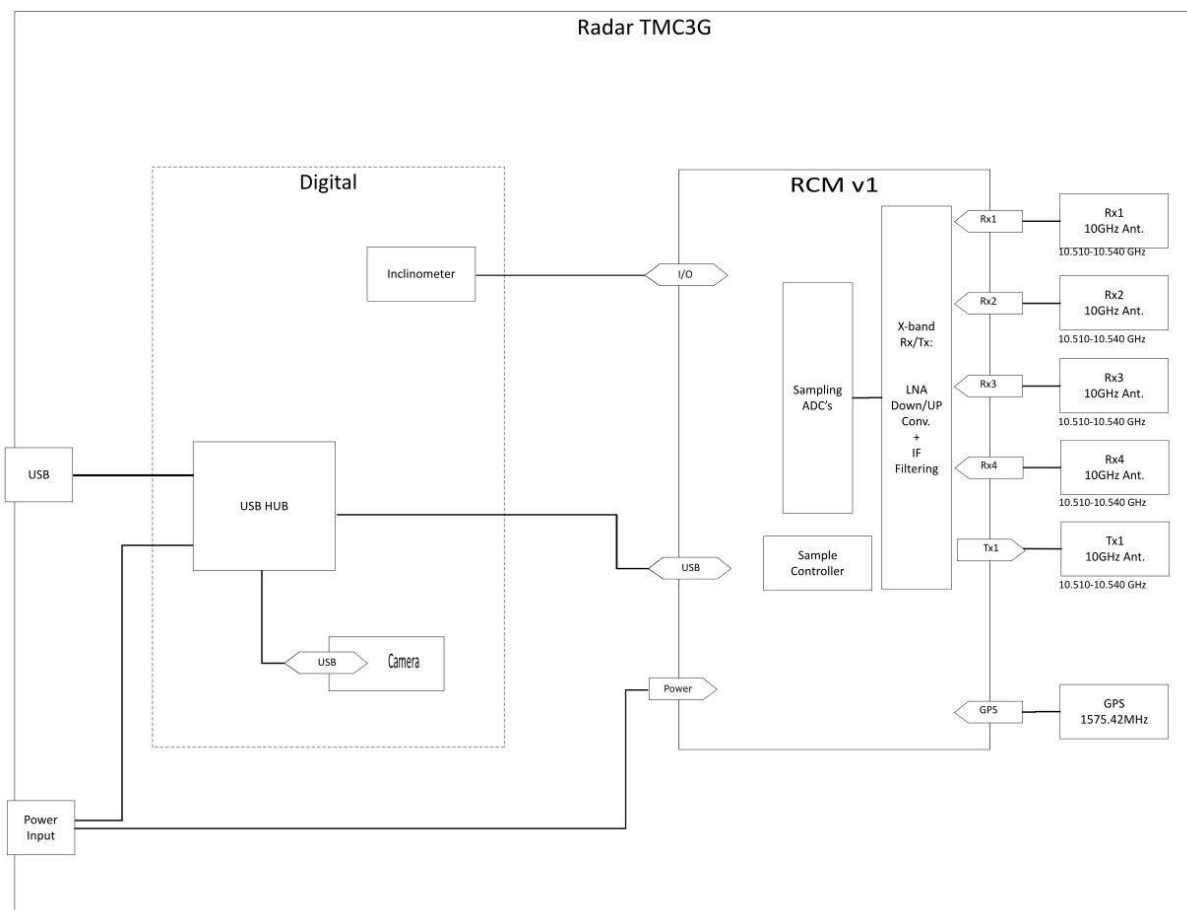 Radar TMC3G
Digital
Inclinometer
USB HUB
USB
Camera
USB
Power
Input
RCM v1
I/O
USB
Power
Sampling
ADC's
Sample
Controller
X-band
Rx/Tx:
LNA
Down/UP
Conv.
+
IF
Filtering
Rx1
Rx2
Rx3
Rx4
Tx1
GPS
Rx1
10GHz Ant.
10.510-10.540 GHz
Rx2
10GHz Ant.
10.510-10.540 GHz
Rx3
10GHz Ant.
10.510-10.540 GHz
Rx4
10GHz Ant.
10.510-10.540 GHz
Tx1
10GHz Ant.
10.510-10.540 GHz
GPS
1575.42MHz